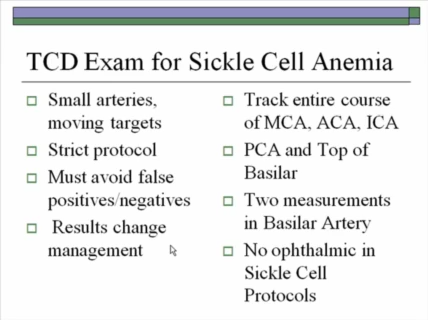 TCD Exam for Sickle Cell Anemia
Small arteries,
moving targets
Strict protocol
Must avoid false
positives/negatives
Results change
management
Track entire course
of MCA, ACA, ICA
PCA and Top of
Basilar
Two measurements
in Basilar Artery
No ophthalmic in
Sickle Cell
Protocols